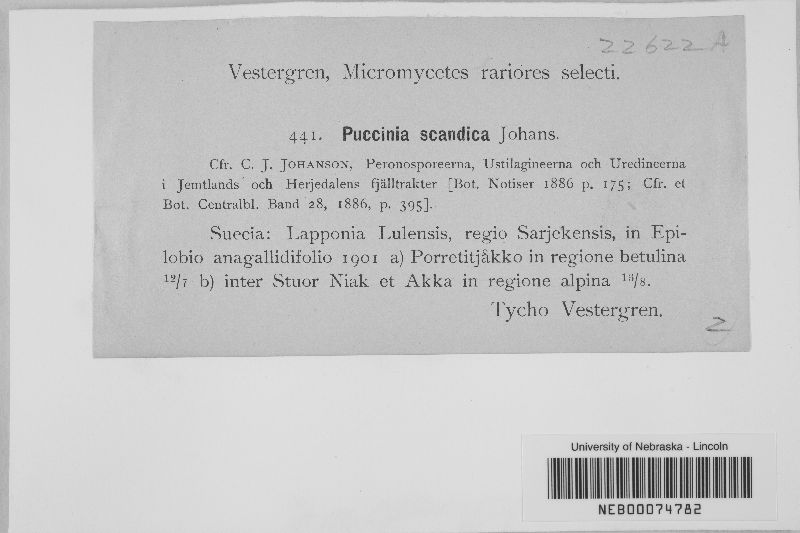 22622 A
Vestergren, Micromycetes rariores selecti.
441. Puccinia scandica Johans.
Cfr. C. J. JOHANSON, Peronosporeerna, Ustilagineerna och Uredineerna
i Jemtlands och Herjedalens fjälltrakter [Bot. Notiser 1886 p. 175; Cfr. et
Bot. Centralbl. Band 28, 1886, p. 395].
Suecia: Lapponia Lulensis, regio Sarjekensis, in Epi-
lobio anagallidifolio 1901 a) Porretitjåkko in regione betulina
12/7 b) inter Stuor Niak et Akka in regione alpina 13/8.
Tycho Vestergren.
2
University of Nebraska - Lincoln
NEB00074782